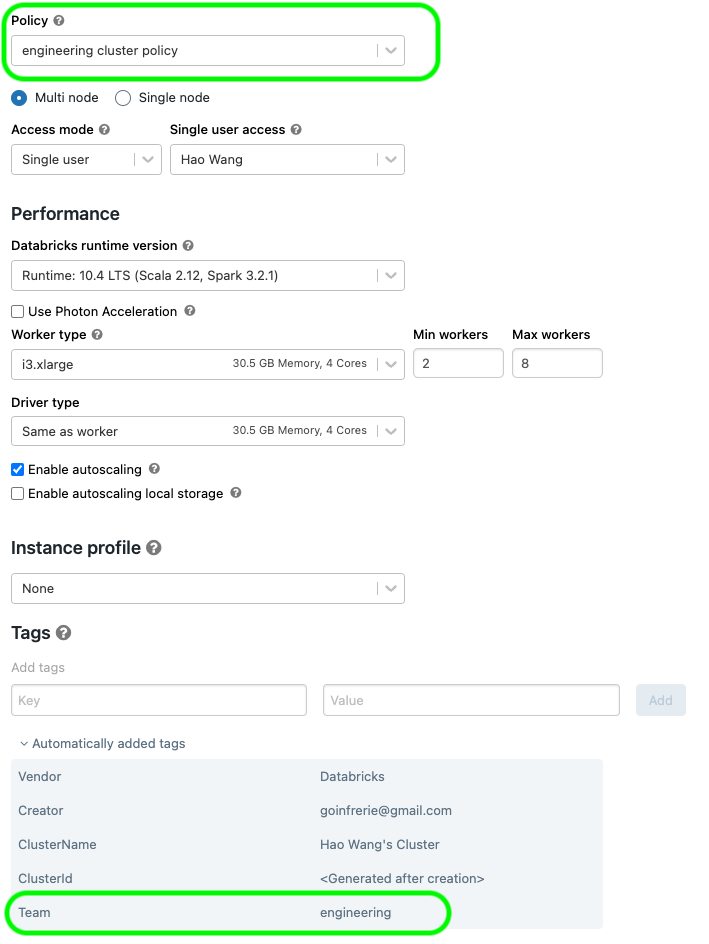 Policy
engineering cluster policy
Multi node Single node
Access mode Single user access
Single user Hao Wang
Performance
Databricks runtime version
Runtime: 10.4 LTS (Scala 2.12, Spark 3.2.1)
Use Photon Acceleration
Worker type Min workers Max workers
i3.xlarge 30.5 GB Memory, 4 Cores 2 8
Driver type
Same as worker 30.5 GB Memory, 4 Cores
Enable autoscaling
Enable autoscaling local storage
Instance profile
None
Tags
Add tags
Key Value Add
Automatically added tags
Vendor Databricks
Creator goinfrerie@gmail.com
ClusterName Hao Wang's Cluster
ClusterId <Generated after creation>
Team engineering